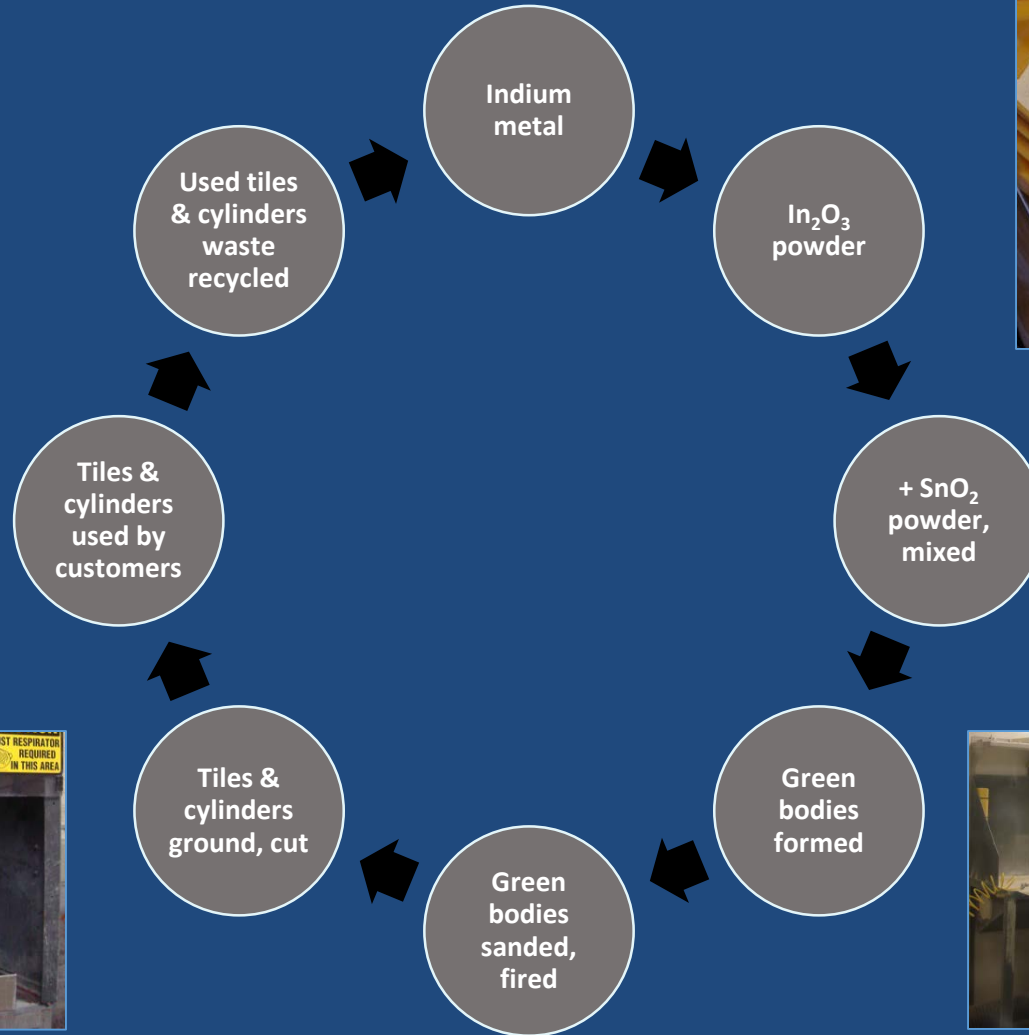 Indium
metal
In₂O₃
powder
+ SnO₂
powder,
mixed
Green
bodies
formed
Green
bodies
sanded,
fired
Tiles &
cylinders
ground, cut
Tiles &
cylinders
used by
customers
Used tiles
& cylinders
waste
recycled
RESPIRATOR
REQUIRED
IN THIS AREA